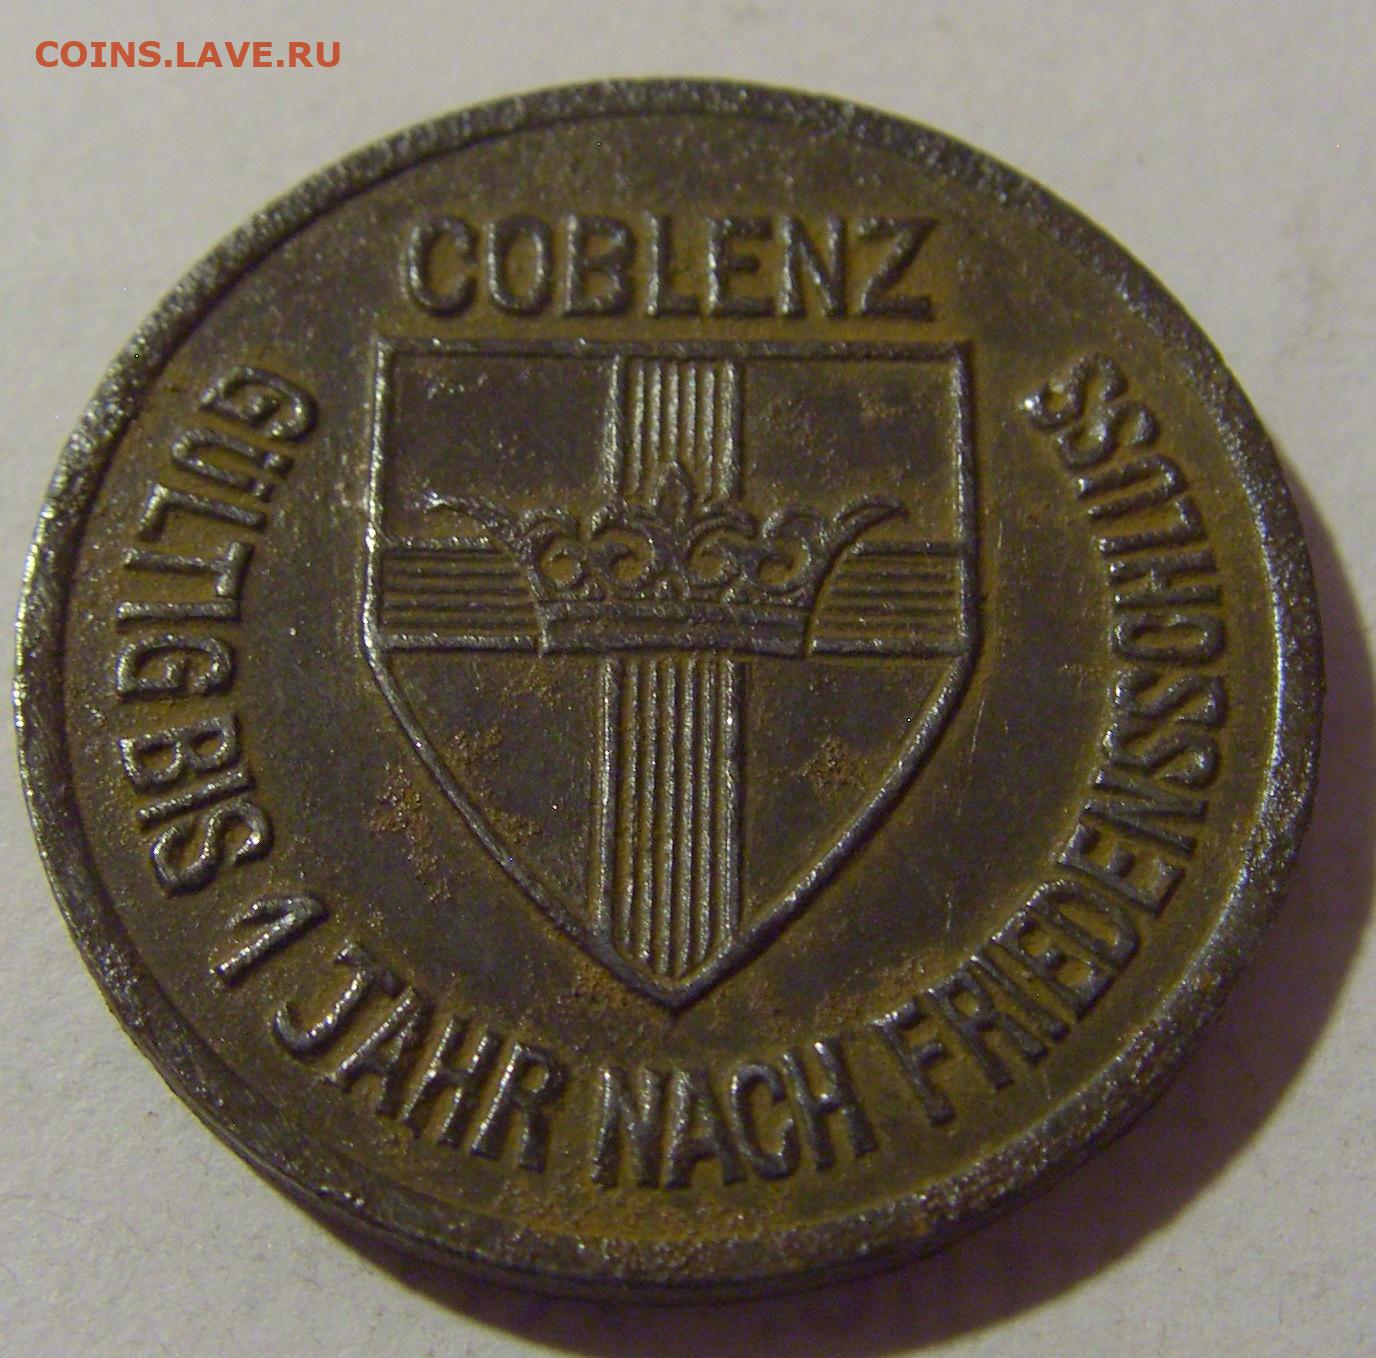 COINS.LAVE.RU
COBLENZ
GÜLTIG BIS 1 JAHR NACH FRIEDENSSCHLUSS